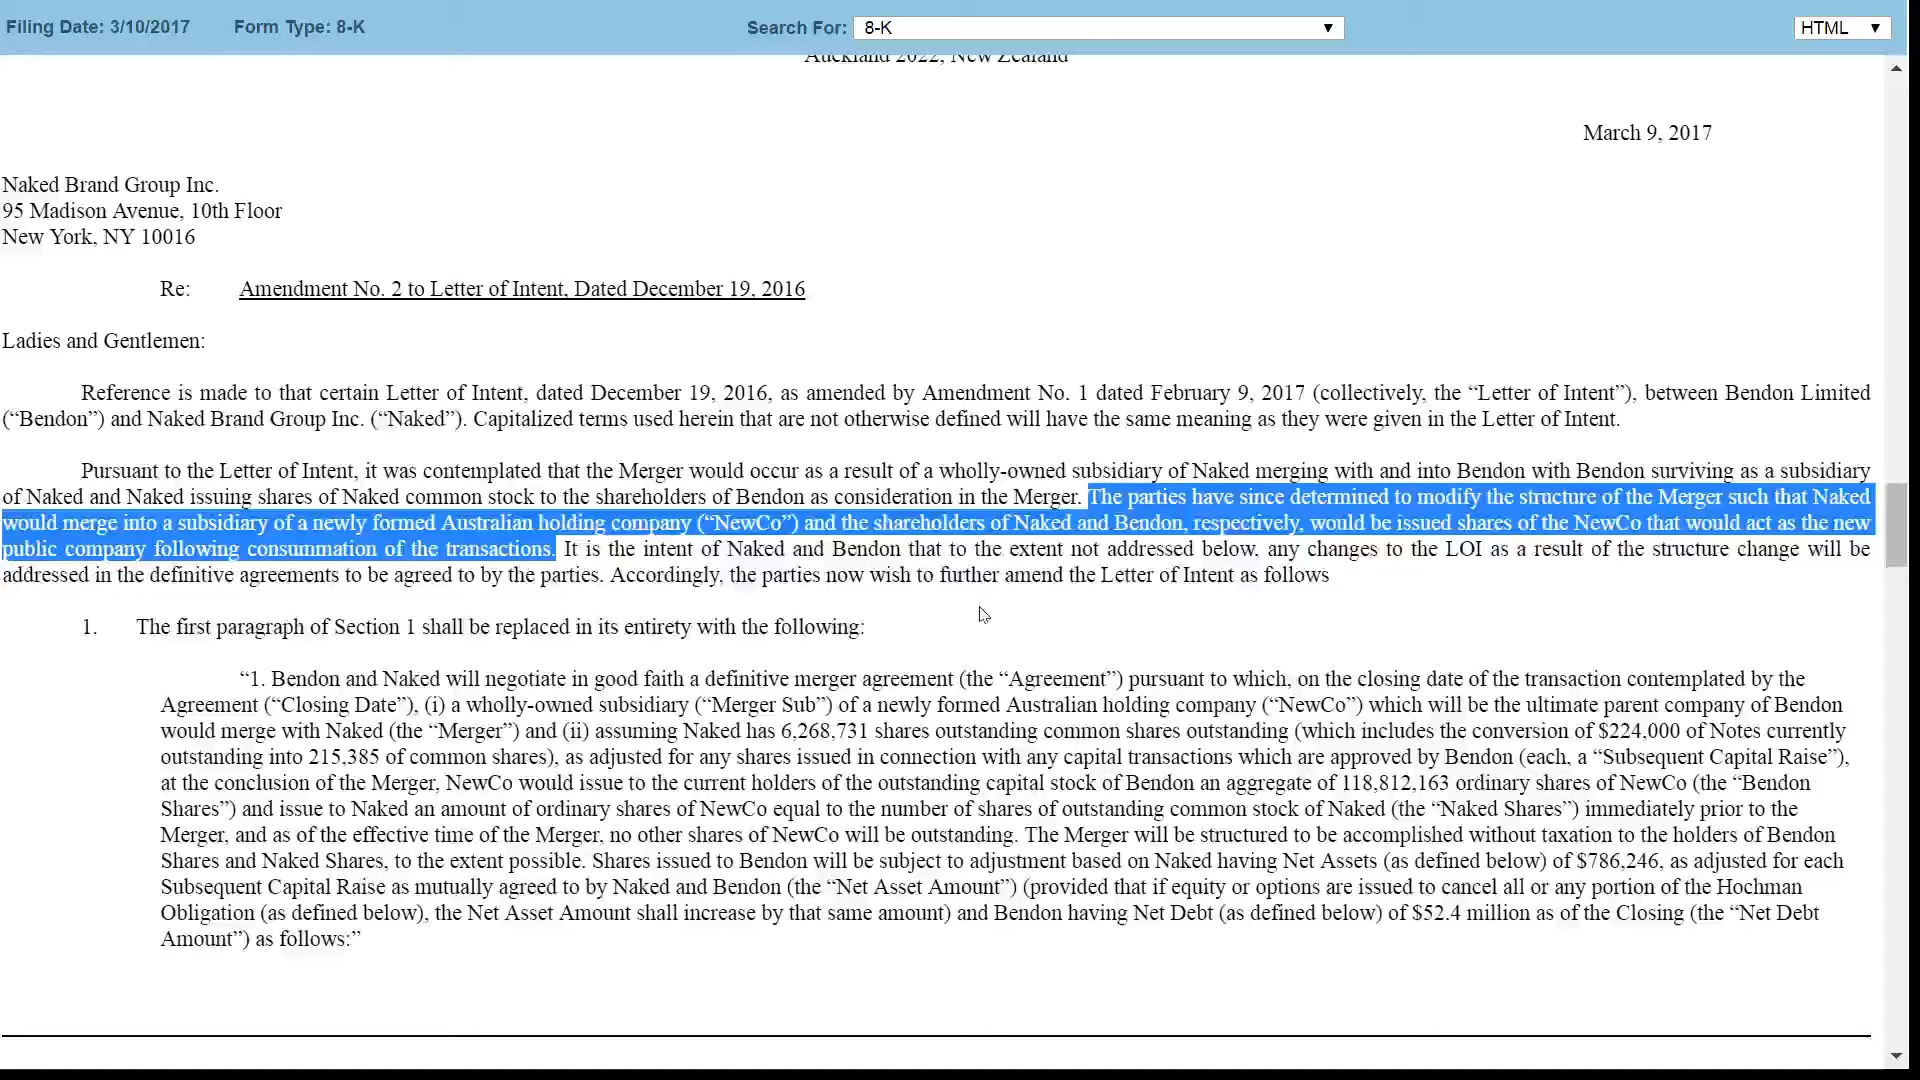 Filing Date: 3/10/2017 Form Type: 8-K Search For: 8-K HTML
Auckland 2022, New Zealand
March 9, 2017
Naked Brand Group Inc.
95 Madison Avenue, 10th Floor
New York, NY 10016
Re: Amendment No. 2 to Letter of Intent, Dated December 19, 2016
Ladies and Gentlemen:
Reference is made to that certain Letter of Intent, dated December 19, 2016, as amended by Amendment No. 1 dated February 9, 2017 (collectively, the “Letter of Intent”), between Bendon Limited
(“Bendon”) and Naked Brand Group Inc. (“Naked”). Capitalized terms used herein that are not otherwise defined will have the same meaning as they were given in the Letter of Intent.
Pursuant to the Letter of Intent, it was contemplated that the Merger would occur as a result of a wholly-owned subsidiary of Naked merging with and into Bendon with Bendon surviving as a subsidiary
of Naked and Naked issuing shares of Naked common stock to the shareholders of Bendon as consideration in the Merger. The parties have since determined to modify the structure of the Merger such that Naked
would merge into a subsidiary of a newly formed Australian holding company (“NewCo”) and the shareholders of Naked and Bendon, respectively, would be issued shares of the NewCo that would act as the new
public company following consummation of the transactions. It is the intent of Naked and Bendon that to the extent not addressed below, any changes to the LOI as a result of the structure change will be
addressed in the definitive agreements to be agreed to by the parties. Accordingly, the parties now wish to further amend the Letter of Intent as follows
1. The first paragraph of Section 1 shall be replaced in its entirety with the following:
“1. Bendon and Naked will negotiate in good faith a definitive merger agreement (the “Agreement”) pursuant to which, on the closing date of the transaction contemplated by the
Agreement (“Closing Date”), (i) a wholly-owned subsidiary (“Merger Sub”) of a newly formed Australian holding company (“NewCo”) which will be the ultimate parent company of Bendon
would merge with Naked (the “Merger”) and (ii) assuming Naked has 6,268,731 shares outstanding common shares outstanding (which includes the conversion of $224,000 of Notes currently
outstanding into 215,385 of common shares), as adjusted for any shares issued in connection with any capital transactions which are approved by Bendon (each, a “Subsequent Capital Raise”),
at the conclusion of the Merger, NewCo would issue to the current holders of the outstanding capital stock of Bendon an aggregate of 118,812,163 ordinary shares of NewCo (the “Bendon
Shares”) and issue to Naked an amount of ordinary shares of NewCo equal to the number of shares of outstanding common stock of Naked (the “Naked Shares”) immediately prior to the
Merger, and as of the effective time of the Merger, no other shares of NewCo will be outstanding. The Merger will be structured to be accomplished without taxation to the holders of Bendon
Shares and Naked Shares, to the extent possible. Shares issued to Bendon will be subject to adjustment based on Naked having Net Assets (as defined below) of $786,246, as adjusted for each
Subsequent Capital Raise as mutually agreed to by Naked and Bendon (the “Net Asset Amount”) (provided that if equity or options are issued to cancel all or any portion of the Hochman
Obligation (as defined below), the Net Asset Amount shall increase by that same amount) and Bendon having Net Debt (as defined below) of $52.4 million as of the Closing (the “Net Debt
Amount”) as follows:”